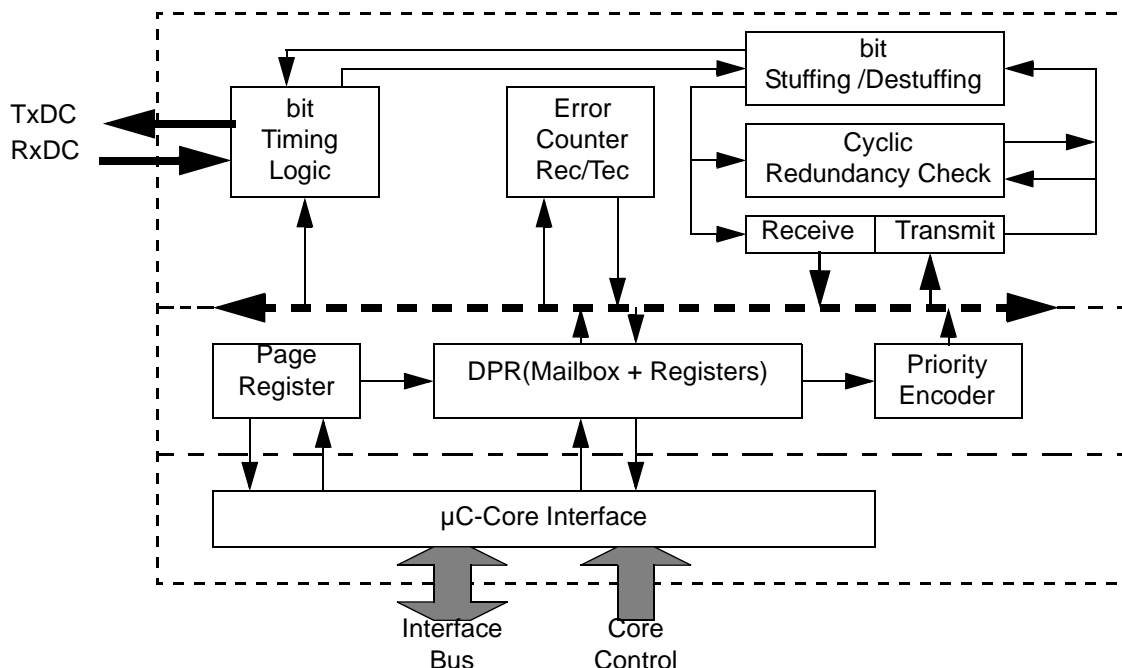 bit
Stuffing /Destuffing
TxDC
RxDC
bit
Timing
Logic
Error
Counter
Rec/Tec
Cyclic
Redundancy Check
Receive
Transmit
Page
Register
DPR(Mailbox + Registers)
Priority
Encoder
µC-Core Interface
Interface
Bus
Core
Control